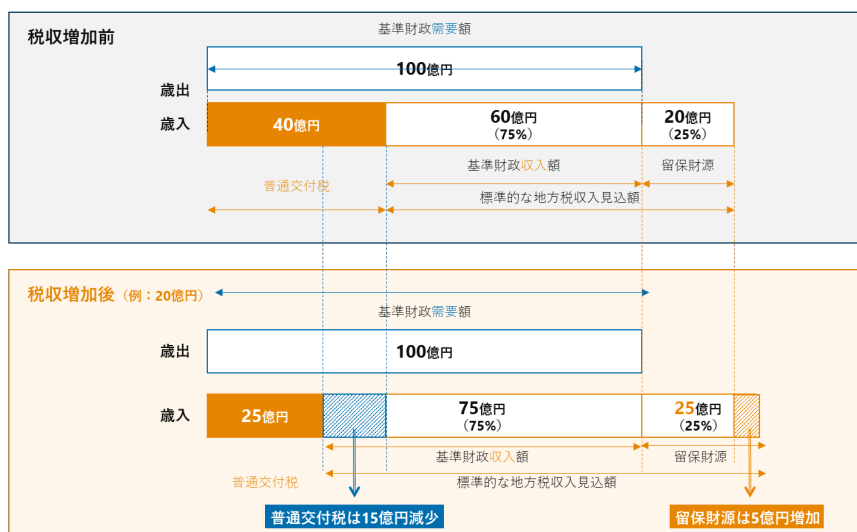 基準財政需要額
税収増加前
100億円
歳出
歳入
40億円
60億円
(75%)
20億円
(25%)
基準財政収入額
留保財源
普通交付税
標準的な地方税収入見込額
税収増加後(例:20億円)
基準財政需要額
歳出
100億円
歳入
25億円
75億円
(75%)
25億円
(25%)
基準財政収入額
留保財源
普通交付税
標準的な地方税収入見込額
普通交付税は15億円減少
留保財源は5億円増加